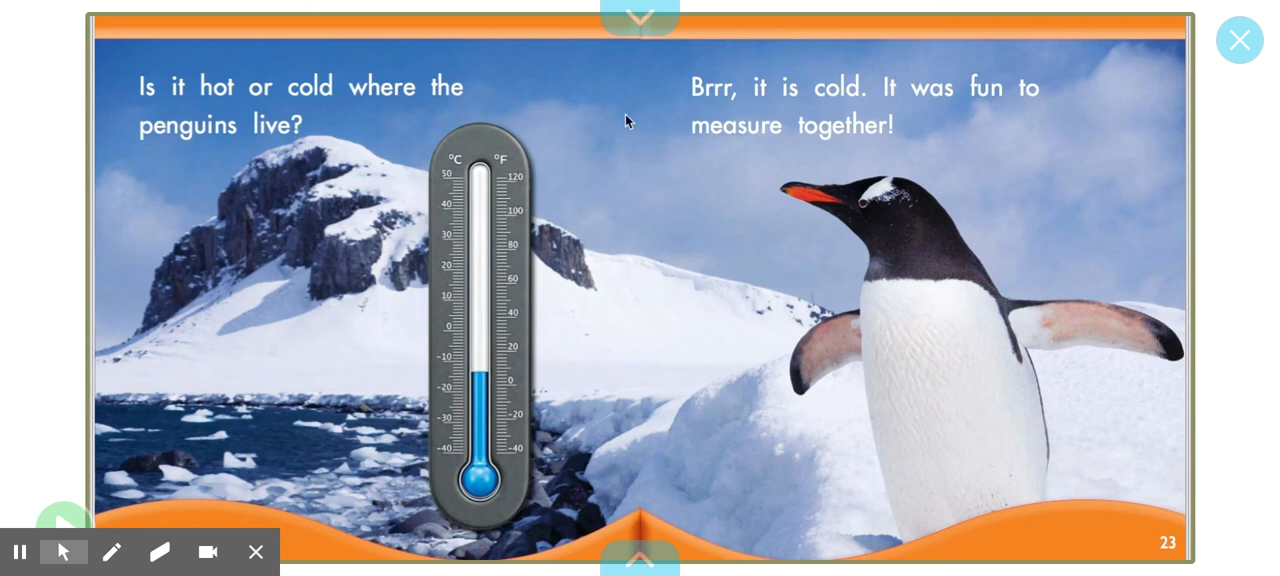 Is it hot or cold where the
penguins live?
Brrr, it is cold. It was fun to
measure together!
°C °F
50 120
40 100
30 80
20 60
10 40
0 20
-10 0
-20 -20
-30 -40
-40
23